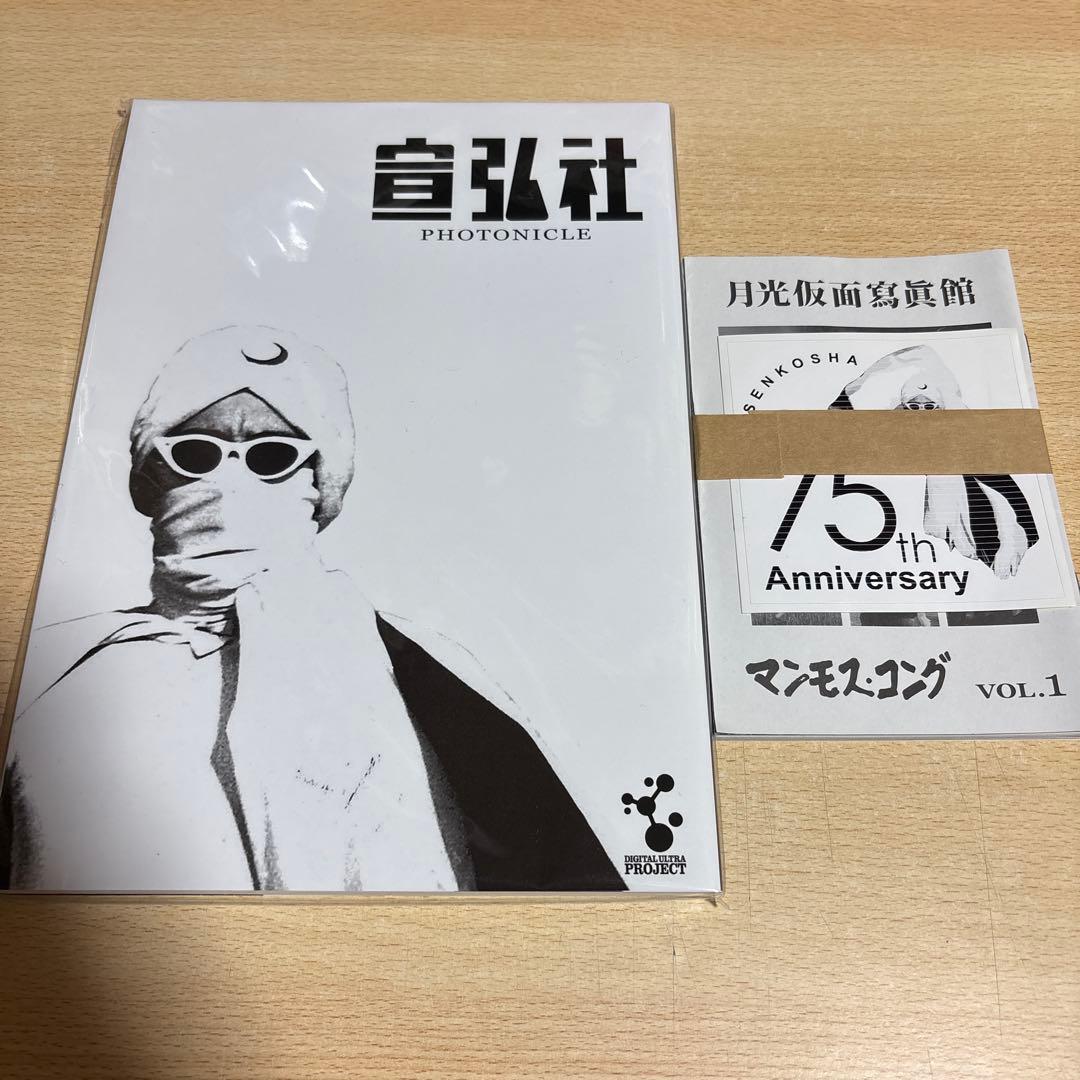 宣弘社
PHOTONICLE
DIGITAL ULTRA
PROJECT
月光仮面寫眞館
SENKOSHA
75th
Anniversary
マンモス・コング
VOL.1